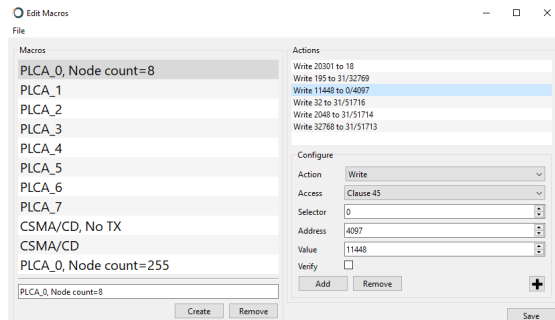 Edit Macros
File
Macros
PLCA_0, Node count=8
PLCA_1
PLCA_2
PLCA_3
PLCA_4
PLCA_5
PLCA_6
PLCA_7
CSMA/CD, No TX
CSMA/CD
PLCA_0, Node count=255
PLCA_0, Node count=8
Create Remove
Actions
Write 20301 to 18
Write 195 to 31/32769
Write 11448 to 0/4097
Write 32 to 31/51716
Write 2048 to 31/51714
Write 32768 to 31/51713
Configure
Action Write
Access Clause 45
Selector 0
Address 4097
Value 11448
Verify
Add Remove
Save